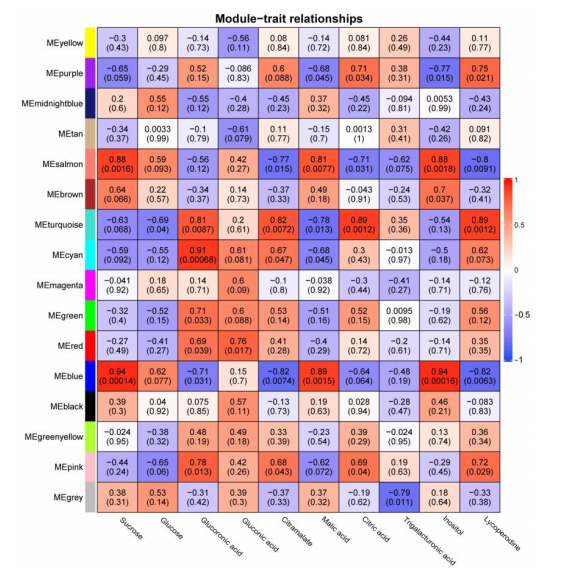 Module−trait relationships
MEyellow −0.3 0.097 −0.14 −0.56 0.08 −0.14 0.081 0.26 −0.44 0.11
(0.43) (0.8) (0.73) (0.11) (0.84) (0.72) (0.84) (0.49) (0.23) (0.77)
MEpurple −0.65 −0.29 0.52 −0.086 0.6 −0.68 0.71 0.38 −0.77 0.75
(0.059) (0.45) (0.15) (0.83) (0.088) (0.045) (0.034) (0.31) (0.015) (0.021)
MEmidnightblue 0.2 0.55 −0.55 −0.4 −0.45 0.37 −0.45 −0.094 0.0053 −0.43
(0.6) (0.12) (0.12) (0.28) (0.23) (0.32) (0.22) (0.81) (0.99) (0.24)
MEtan −0.34 0.0033 −0.1 −0.61 0.11 −0.15 0.0013 0.31 −0.42 0.091
(0.37) (0.99) (0.79) (0.079) (0.77) (0.7) (1) (0.41) (0.26) (0.82)
MEsalmon 0.88 0.59 −0.56 0.42 −0.77 0.81 −0.71 −0.62 0.88 −0.8
(0.0016) (0.093) (0.12) (0.27) (0.015) (0.0077) (0.031) (0.075) (0.0018) (0.0091)
MEbrown 0.64 0.22 −0.34 0.14 −0.37 0.49 −0.043 −0.24 0.7 −0.32
(0.066) (0.57) (0.37) (0.73) (0.33) (0.18) (0.91) (0.53) (0.037) (0.41)
MEturquoise −0.63 −0.69 0.81 0.2 0.82 −0.78 0.89 0.35 −0.54 0.89
(0.068) (0.04) (0.0087) (0.61) (0.0072) (0.013) (0.0012) (0.36) (0.13) (0.0012)
MEcyan −0.59 −0.55 0.91 0.61 0.67 −0.68 0.3 −0.013 −0.5 0.62
(0.092) (0.12) (0.00068) (0.081) (0.047) (0.045) (0.43) (0.97) (0.18) (0.073)
MEmagenta −0.041 0.18 0.14 0.6 −0.1 −0.038 −0.3 −0.41 −0.14 −0.12
(0.92) (0.65) (0.71) (0.09) (0.8) (0.92) (0.44) (0.27) (0.71) (0.76)
MEgreen −0.32 −0.52 0.71 0.6 0.53 −0.51 0.52 0.0095 −0.19 0.56
(0.4) (0.15) (0.033) (0.088) (0.14) (0.16) (0.15) (0.98) (0.62) (0.12)
MEred −0.27 −0.41 0.69 0.76 0.41 −0.4 0.14 −0.2 −0.14 0.35
(0.49) (0.27) (0.039) (0.017) (0.28) (0.29) (0.72) (0.61) (0.71) (0.35)
MEblue 0.94 0.62 −0.71 0.15 −0.82 0.89 −0.64 −0.48 0.94 −0.82
(0.00014) (0.077) (0.031) (0.7) (0.0074) (0.0015) (0.064) (0.19) (0.00016) (0.0063)
MEblack 0.39 0.04 0.075 0.57 −0.13 0.19 0.028 −0.28 0.46 −0.083
(0.3) (0.92) (0.85) (0.11) (0.73) (0.63) (0.94) (0.47) (0.21) (0.83)
MEgreenyellow −0.024 −0.38 0.48 0.49 0.33 −0.23 0.39 −0.024 0.13 0.36
(0.95) (0.32) (0.19) (0.18) (0.39) (0.54) (0.29) (0.95) (0.74) (0.34)
MEpink −0.44 −0.65 0.78 0.42 0.68 −0.62 0.69 0.19 −0.29 0.72
(0.24) (0.06) (0.013) (0.26) (0.043) (0.072) (0.04) (0.63) (0.45) (0.029)
MEgrey 0.38 0.53 −0.31 0.39 −0.37 0.37 −0.19 −0.79 0.18 −0.33
(0.31) (0.14) (0.42) (0.3) (0.33) (0.32) (0.62) (0.011) (0.64) (0.38)
Sucrose
Glucose
Glucoronic acid
Gluconic acid
Citramalate
Malic acid
Citric acid
Trigalacturonic acid
Inositol
Lycoperodine
1
0.5
0
−0.5
−1